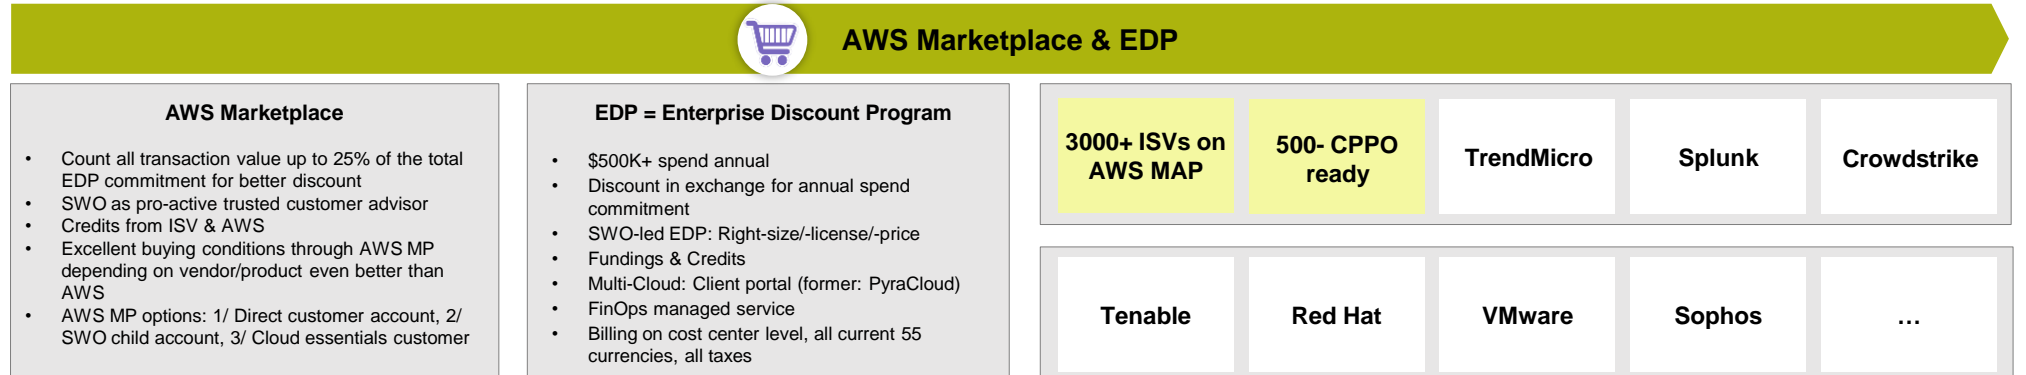 AWS Marketplace & EDP
AWS Marketplace
• Count all transaction value up to 25% of the total
EDP commitment for better discount
• SWO as pro-active trusted customer advisor
• Credits from ISV & AWS
• Excellent buying conditions through AWS MP
depending on vendor/product even better than
AWS
• AWS MP options: 1/ Direct customer account, 2/
SWO child account, 3/ Cloud essentials customer
EDP = Enterprise Discount Program
• $500K+ spend annual
• Discount in exchange for annual spend
commitment
• SWO-led EDP: Right-size/-license/-price
• Fundings & Credits
• Multi-Cloud: Client portal (former: PyraCloud)
• FinOps managed service
• Billing on cost center level, all current 55
currencies, all taxes
3000+ ISVs on
AWS MAP
500- CPPO
ready
TrendMicro
Splunk
Crowdstrike
Tenable
Red Hat
VMware
Sophos
…